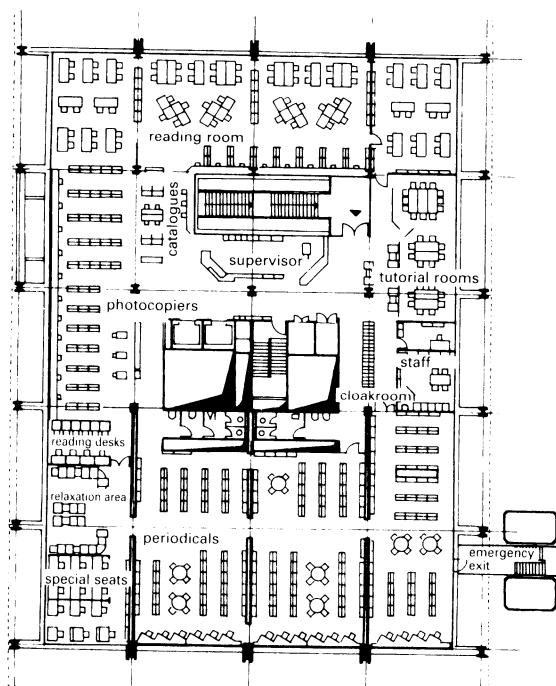 reading room
catalogues
supervisor
tutorial rooms
photocopiers
staff
cloakroom
reading desks
relaxation area
periodicals
emergency
exit
special seats